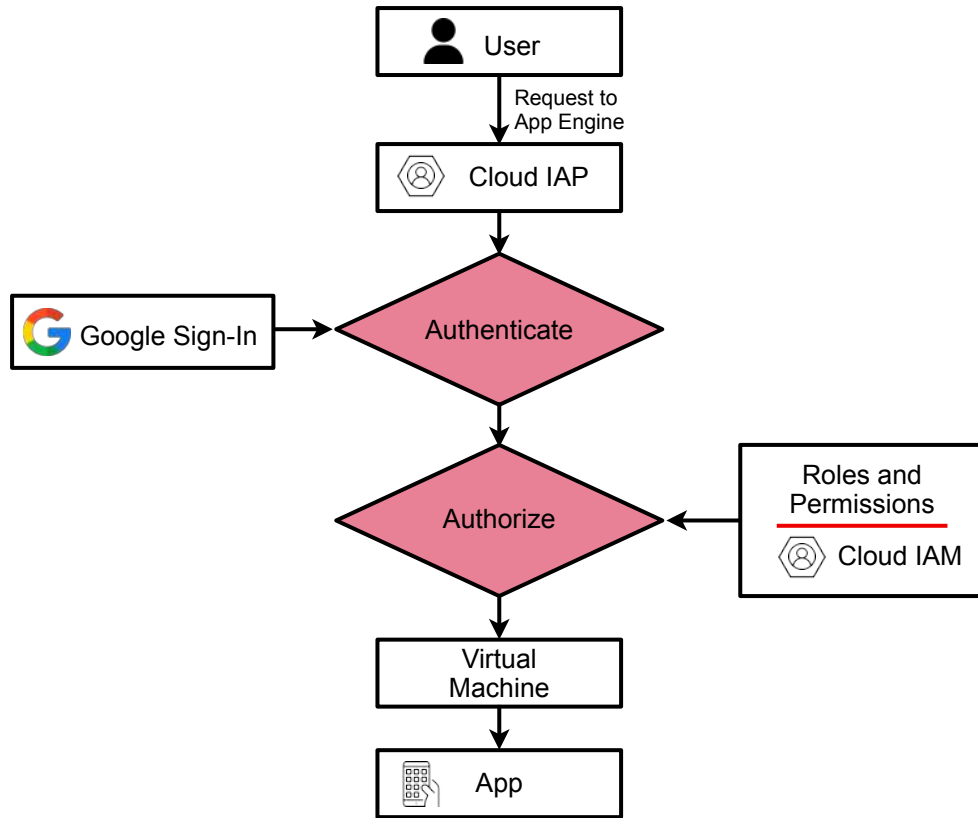 User
Request to
App Engine
Cloud IAP
Google Sign-In
Authenticate
Authorize
Roles and
Permissions
Cloud IAM
Virtual
Machine
App